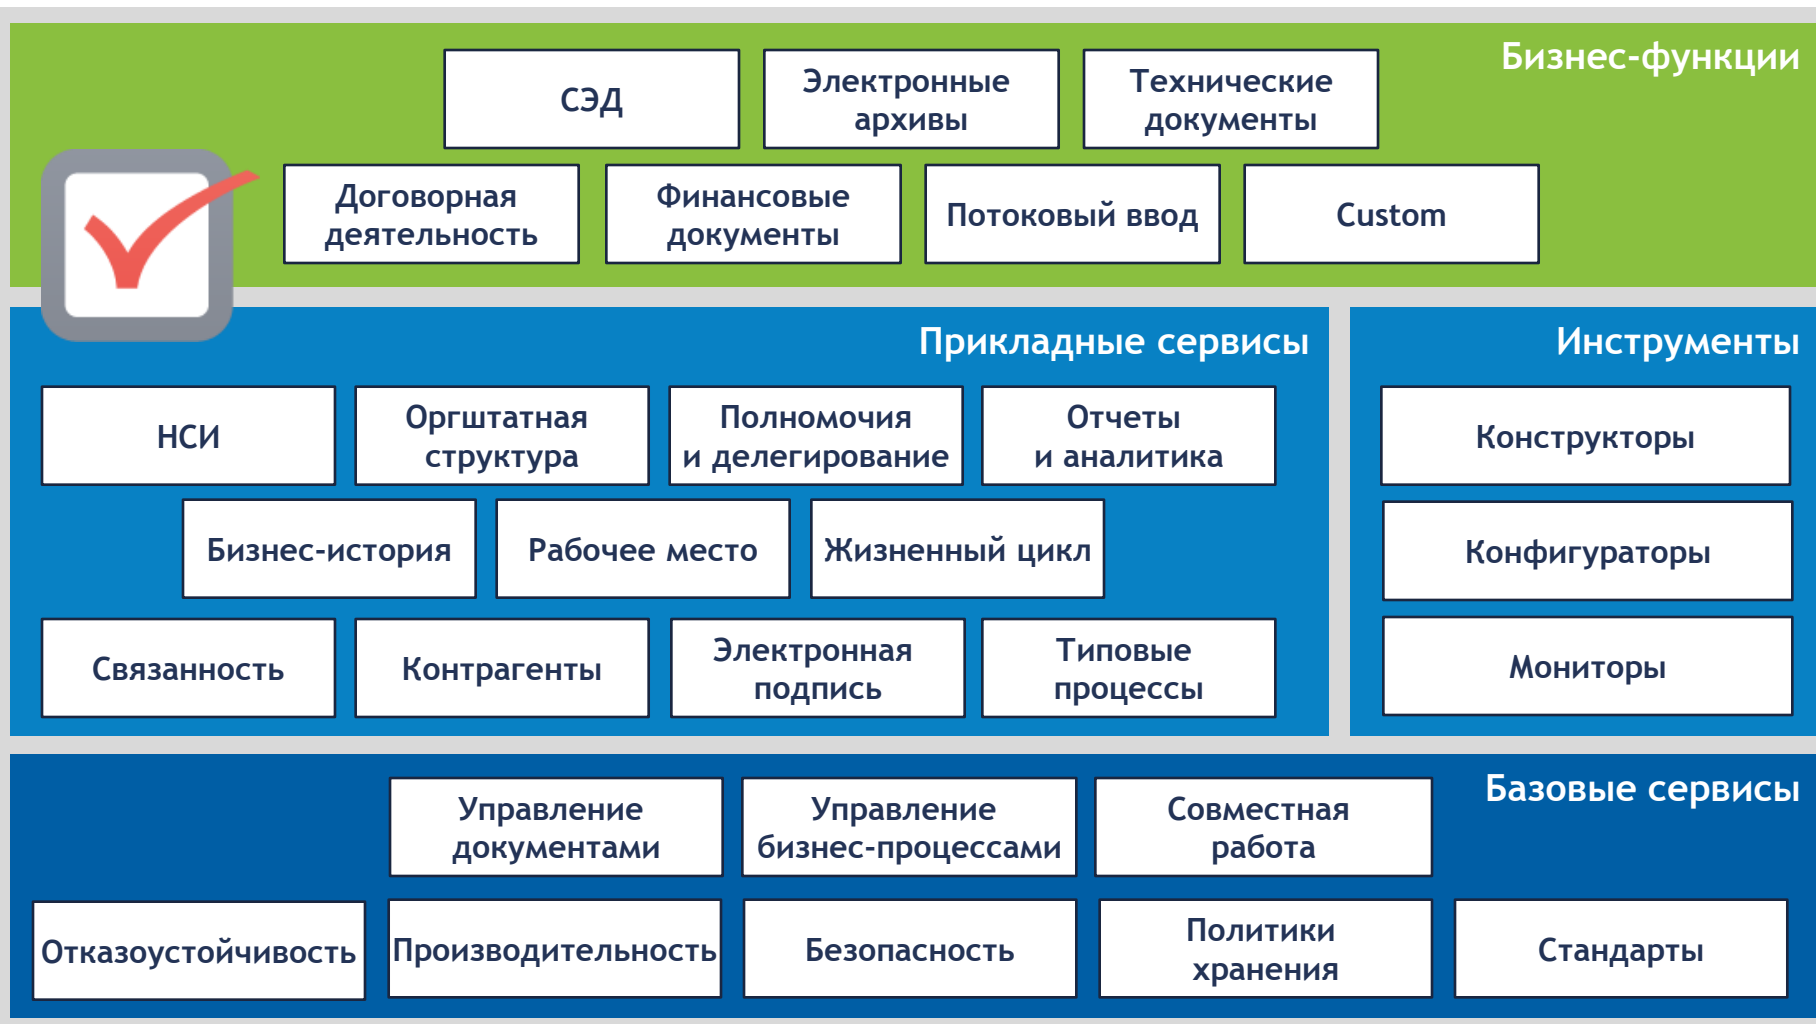 Бизнес-функции
СЭД
Электронные
архивы
Технические
документы
Договорная
деятельность
Финансовые
документы
Потоковый ввод
Custom
Прикладные сервисы
НСИ
Оргштатная
структура
Полномочия
и делегирование
Отчеты
и аналитика
Бизнес-история
Рабочее место
Жизненный цикл
Связанность
Контрагенты
Электронная
подпись
Типовые
процессы
Инструменты
Конструкторы
Конфигураторы
Мониторы
Базовые сервисы
Управление
документами
Управление
бизнес-процессами
Совместная
работа
Отказоустойчивость
Производительность
Безопасность
Политики
хранения
Стандарты